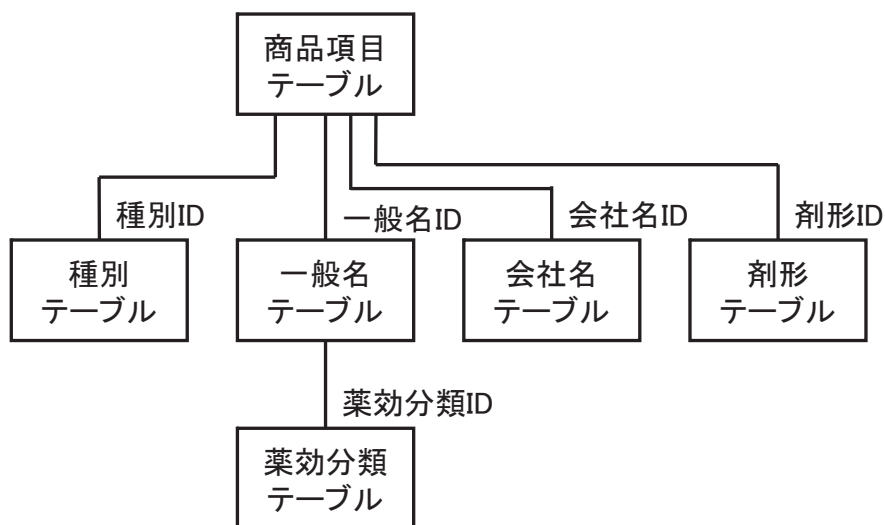 商品項目
テーブル
種別ID
一般名ID
会社名ID
剤形ID
種別
テーブル
一般名
テーブル
会社名
テーブル
剤形
テーブル
薬効分類ID
薬効分類
テーブル